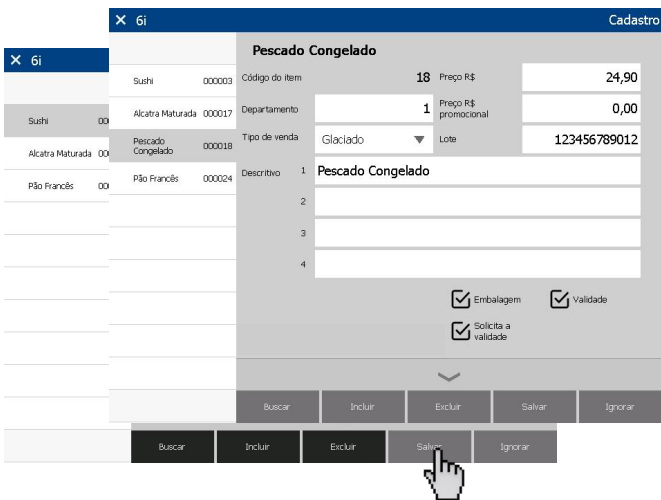 6i Cadastro
Pescado Congelado
Sushi 000003
Alcatra Maturada 000017
Pescado Congelado 000018
Pão Francês 000024
Código do item 18 Preço R$ 24,90
Departamento 1 Preço R$ promocional 0,00
Tipo de venda Glaciado Lote 123456789012
Descritivo 1 Pescado Congelado
2
3
4
Embalagem Validade
Solicita a
validade
Buscar Incluir Excluir Salvar Ignorar
6i
Sushi
Alcatra Maturada
Pão Francês
Buscar Incluir Excluir Salvar Ignorar